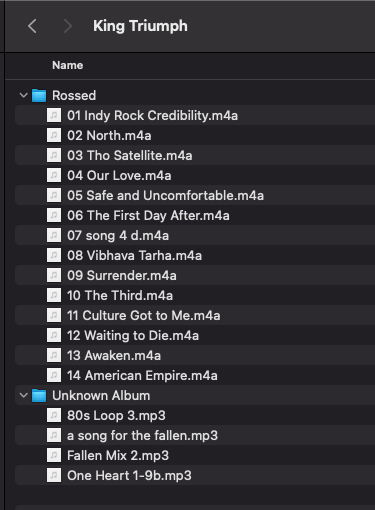 King Triumph
Name
Rossed
01 Indy Rock Credibility.m4a
02 North.m4a
03 Tho Satellite.m4a
04 Our Love.m4a
05 Safe and Uncomfortable.m4a
06 The First Day After.m4a
07 song 4 d.m4a
08 Vibhava Tarha.m4a
09 Surrender.m4a
10 The Third.m4a
11 Culture Got to Me.m4a
12 Waiting to Die.m4a
13 Awaken.m4a
14 American Empire.m4a
Unknown Album
80s Loop 3.mp3
a song for the fallen.mp3
Fallen Mix 2.mp3
One Heart 1-9b.mp3